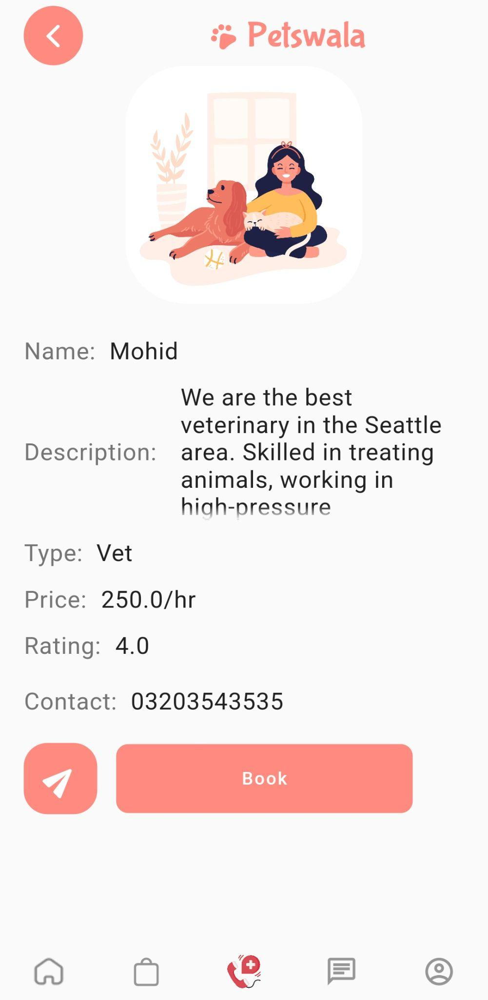 Petswala
Name: Mohid
Description:
We are the best
veterinary in the Seattle
area. Skilled in treating
animals, working in
high-pressure
Type: Vet
Price: 250.0/hr
Rating: 4.0
Contact: 03203543535
Book